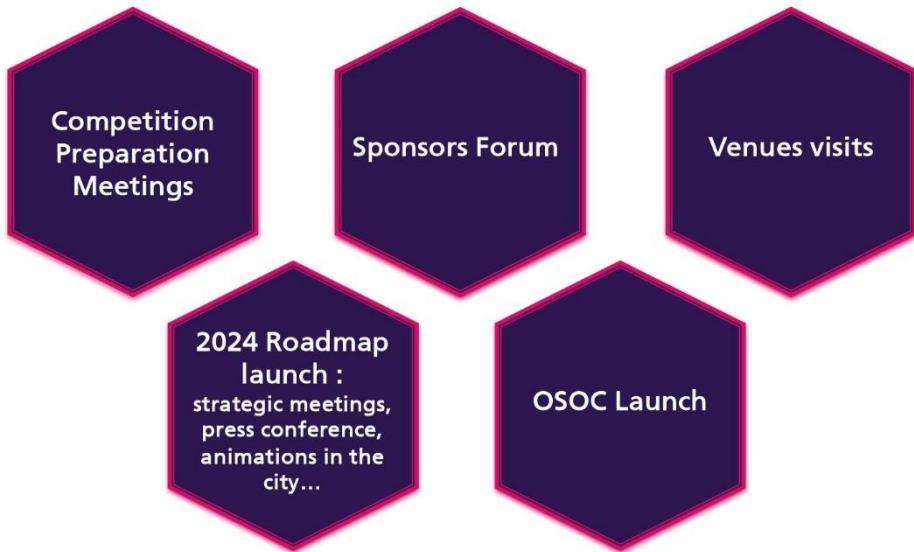 Competition
Preparation
Meetings
Sponsors Forum
Venues visits
2024 Roadmap
launch :
strategic meetings,
press conference,
animations in the
city...
OSOC Launch